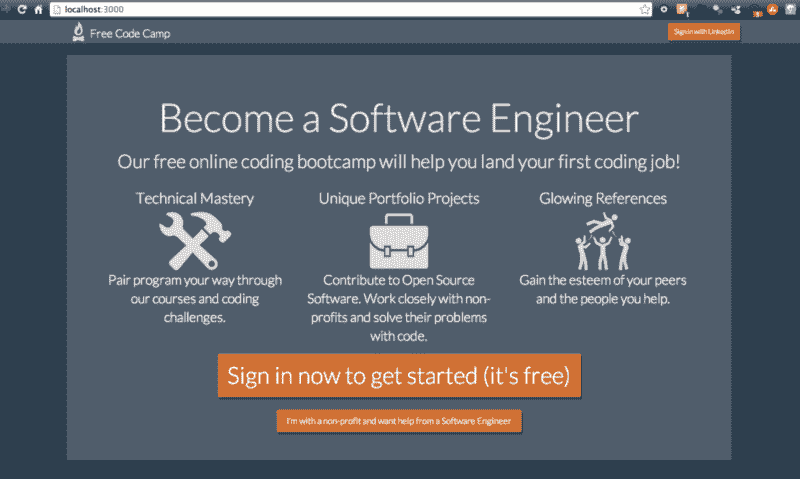 localhost:3000
Free Code Camp
Sign in with LinkedIn
Become a Software Engineer
Our free online coding bootcamp will help you land your first coding job!
Technical Mastery
Unique Portfolio Projects
Glowing References
Pair program your way through
our courses and coding
challenges.
Contribute to Open Source
Software. Work closely with non-
profits and solve their problems
with code.
Gain the esteem of your peers
and the people you help.
Sign in now to get started (it's free)
I'm with a non-profit and want help from a Software Engineer